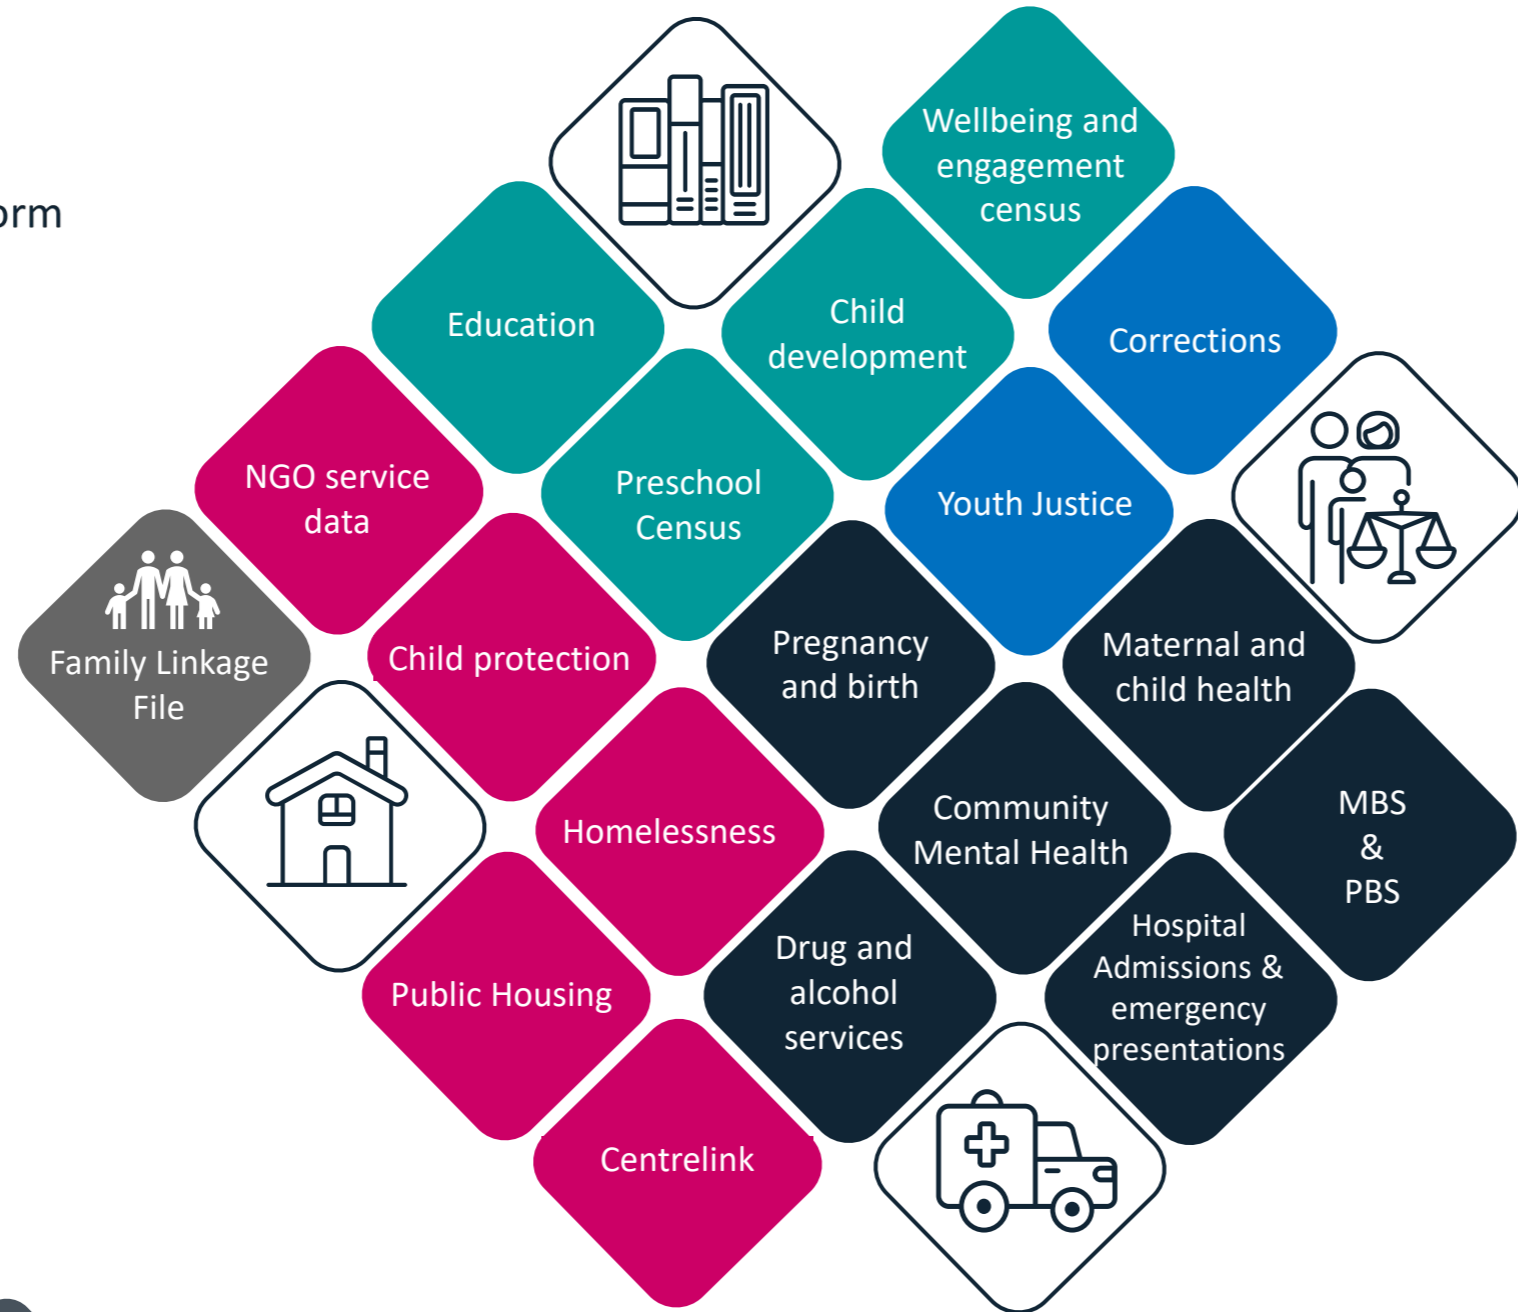 orm
Wellbeing and
engagement
census
Education
Child
development
Corrections
NGO service
data
Preschool
Census
Youth Justice
Family Linkage
File
Child protection
Pregnancy
and birth
Maternal and
child health
Homelessness
Community
Mental Health
MBS
&
PBS
Public Housing
Drug and
alcohol
services
Hospital
Admissions &
emergency
presentations
Centrelink